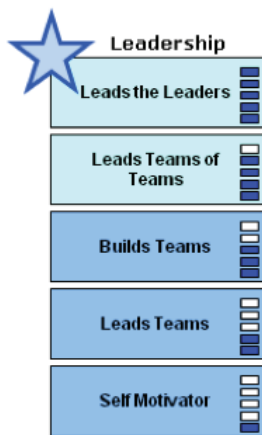 Leadership
Leads the Leaders
Leads Teams of
Teams
Builds Teams
Leads Teams
Self Motivator